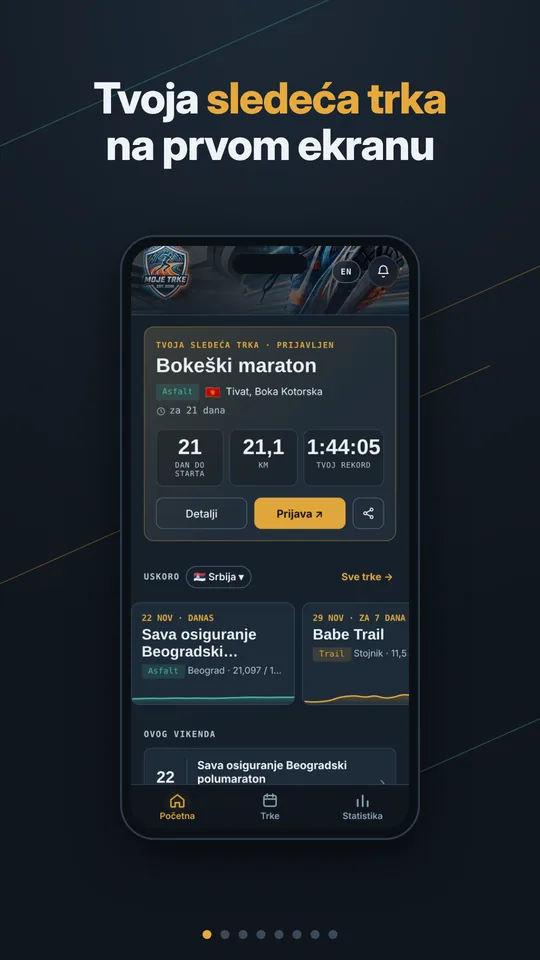 Tvoja sledeća trka
na prvom ekranu
MOJE TRKE
EN
TVOJA SLEDEĆA TRKA · PRIJAVLJEN
Bokeški maraton
Asfalt Tivat, Boka Kotorska
za 21 dana
21 21,1 1:44:05
DAN DO STARTA KM TVOJ REKORD
Detalji Prijava ↗
USKORO Srbija ▾ Sve trke →
22 NOV · DANAS
Sava osiguranje
Beogradski…
Asfalt Beograd · 21,097 / 1…
29 NOV · ZA 7 DANA
Babe Trail
Trail Stojnik · 11,5
OVOG VIKENDA
22 Sava osiguranje Beogradski
polumaraton
Početna Trke Statistika